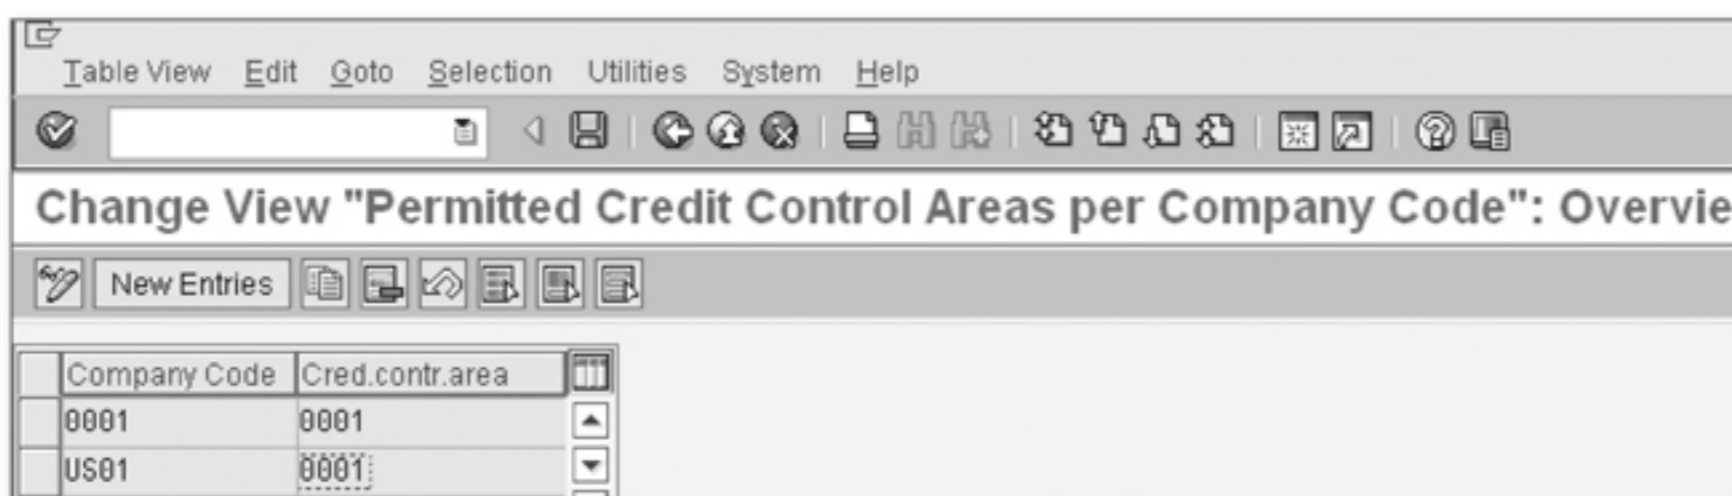 Table View Edit Goto Selection Utilities System Help
Change View "Permitted Credit Control Areas per Company Code": Overvie
New Entries
Company Code Cred.contr.area
0001 0001
US01 0001